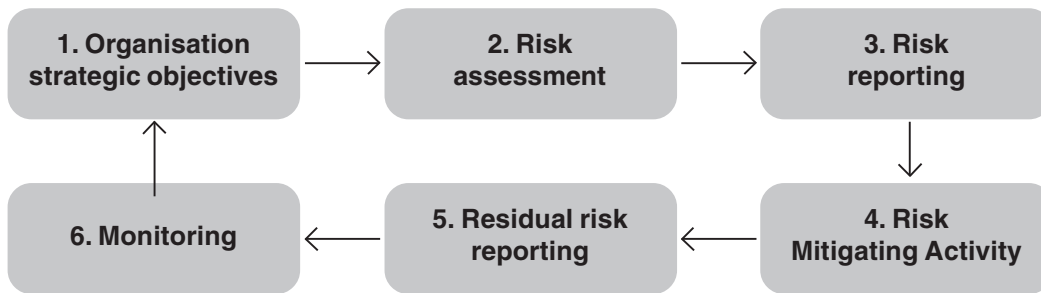 1. Organisation
strategic objectives
2. Risk
assessment
3. Risk
reporting
4. Risk
Mitigating Activity
5. Residual risk
reporting
6. Monitoring